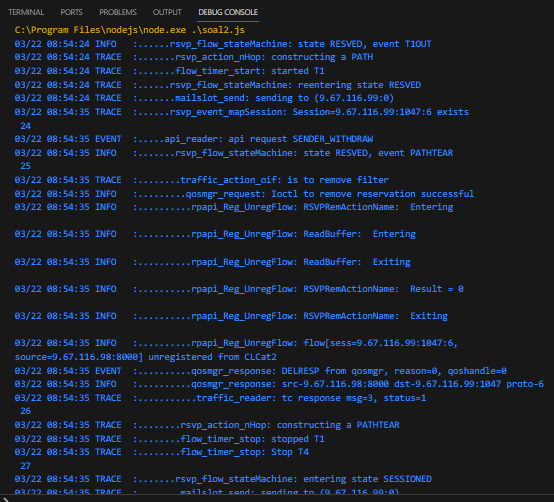 TERMINAL PORTS PROBLEMS OUTPUT DEBUG CONSOLE
C:\Program Files\nodejs\node.exe .\soal2.js
03/22 08:54:24 INFO :......rsvp_flow_stateMachine: state RESVED, event T1OUT
03/22 08:54:24 TRACE :.......rsvp_action_nHop: constructing a PATH
03/22 08:54:24 TRACE :.......flow_timer_start: started T1
03/22 08:54:24 TRACE :......rsvp_flow_stateMachine: reentering state RESVED
03/22 08:54:24 TRACE :.......mailslot_send: sending to (9.67.116.99:0)
03/22 08:54:35 TRACE :......rsvp_event_mapSession: Session=9.67.116.99:1047:6 exists
24
03/22 08:54:35 EVENT :.....api_reader: api request SENDER_WITHDRAW
03/22 08:54:35 INFO :.......rsvp_flow_stateMachine: state RESVED, event PATHTEAR
25
03/22 08:54:35 TRACE :........traffic_action_oif: is to remove filter
03/22 08:54:35 INFO :.........qosmgr_request: Ioctl to remove reservation successful
03/22 08:54:35 INFO :..........rpapi_Reg_UnregFlow: RSVPRemActionName: Entering
03/22 08:54:35 INFO :..........rpapi_Reg_UnregFlow: ReadBuffer: Entering
03/22 08:54:35 INFO :..........rpapi_Reg_UnregFlow: ReadBuffer: Exiting
03/22 08:54:35 INFO :..........rpapi_Reg_UnregFlow: RSVPRemActionName: Result = 0
03/22 08:54:35 INFO :..........rpapi_Reg_UnregFlow: RSVPRemActionName: Exiting
03/22 08:54:35 INFO :..........rpapi_Reg_UnregFlow: flow[sess=9.67.116.99:1047:6,
source=9.67.116.98:8000] unregistered from CLCat2
03/22 08:54:35 EVENT :..........qosmgr_response: DELRESP from qosmgr, reason=0, qoshandle=0
03/22 08:54:35 INFO :..........qosmgr_response: src-9.67.116.98:8000 dst-9.67.116.99:1047 proto-6
03/22 08:54:35 TRACE :...........traffic_reader: tc response msg=3, status=1
26
03/22 08:54:35 TRACE :........rsvp_action_nHop: constructing a PATHTEAR
03/22 08:54:35 TRACE :........flow_timer_stop: stopped T1
03/22 08:54:35 TRACE :........flow_timer_stop: Stop T4
27
03/22 08:54:35 TRACE :.......rsvp_flow_stateMachine: entering state SESSIONED
03/22 08:54:35 TRACE :........mailslot_send: sending to (9.67.116.99:0)